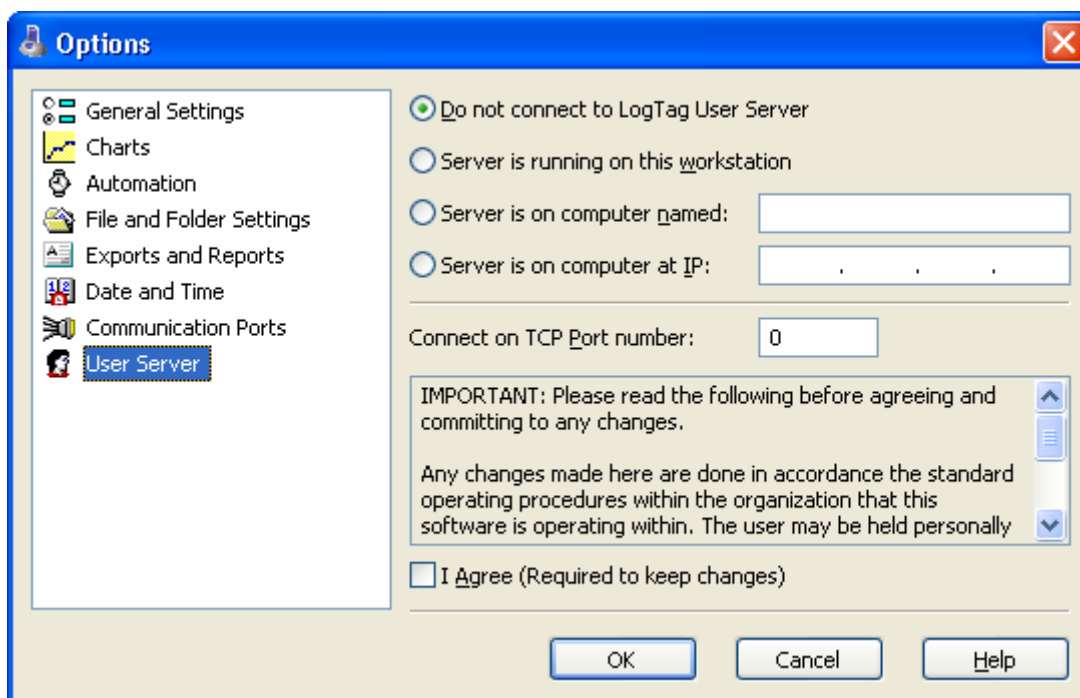 Options
General Settings
Charts
Automation
File and Folder Settings
Exports and Reports
Date and Time
Communication Ports
User Server
Do not connect to LogTag User Server
Server is running on this workstation
Server is on computer named:
Server is on computer at IP:
. . .
Connect on TCP Port number: 0
IMPORTANT: Please read the following before agreeing and
committing to any changes.
Any changes made here are done in accordance the standard
operating procedures within the organization that this
software is operating within. The user may be held personally
I Agree (Required to keep changes)
OK Cancel Help